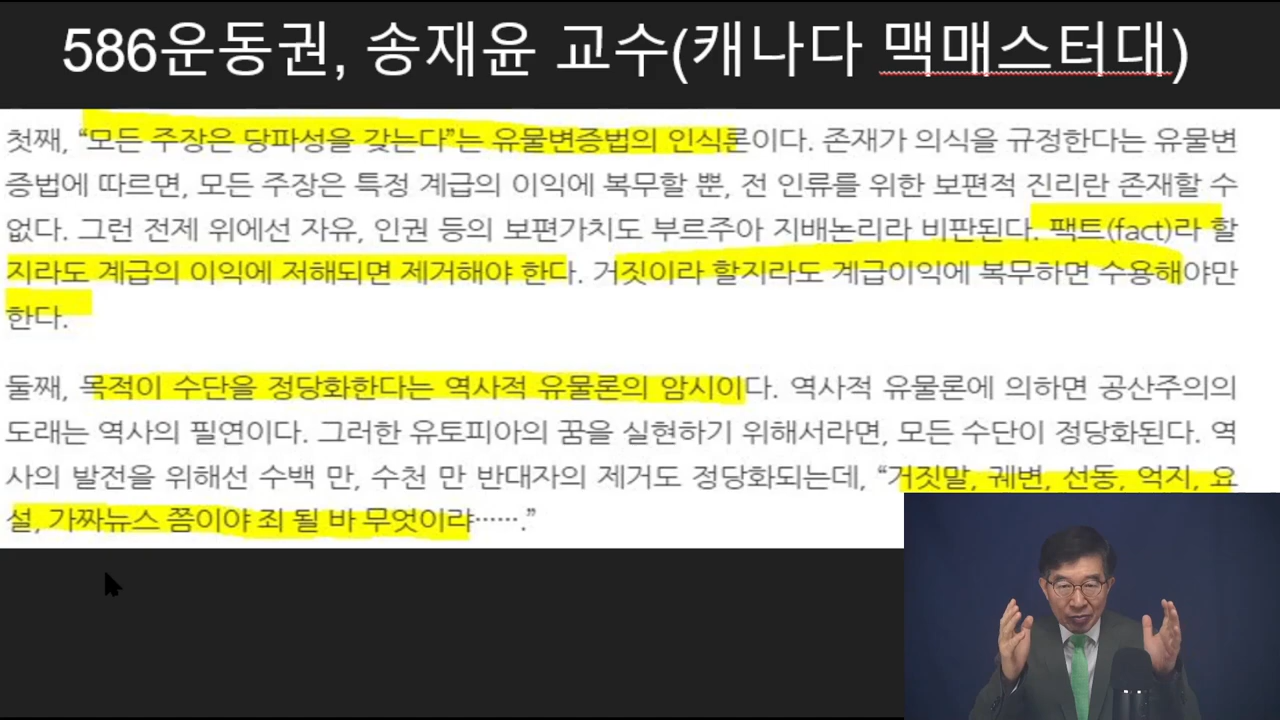 586운동권, 송재윤 교수(캐나다 맥매스터대)
첫째, “모든 주장은 당파성을 갖는다”는 유물변증법의 인식론이다. 존재가 의식을 규정한다는 유물변
증법에 따르면, 모든 주장은 특정 계급의 이익에 복무할 뿐, 전 인류를 위한 보편적 진리란 존재할 수
없다. 그런 전제 위에선 자유, 인권 등의 보편가치도 부르주아 지배논리라 비판된다. 팩트(fact)라 할
지라도 계급의 이익에 저해되면 제거해야 한다. 거짓이라 할지라도 계급이익에 복무하면 수용해야만
한다.
둘째, 목적이 수단을 정당화한다는 역사적 유물론의 암시이다. 역사적 유물론에 의하면 공산주의의
도래는 역사의 필연이다. 그러한 유토피아의 꿈을 실현하기 위해서라면, 모든 수단이 정당화된다. 역
사의 발전을 위해선 수백 만, 수천 만 반대자의 제거도 정당화되는데, “거짓말, 궤변, 선동, 억지, 요
설, 가짜뉴스 쯤이야 죄 될 바 무엇이랴…….”